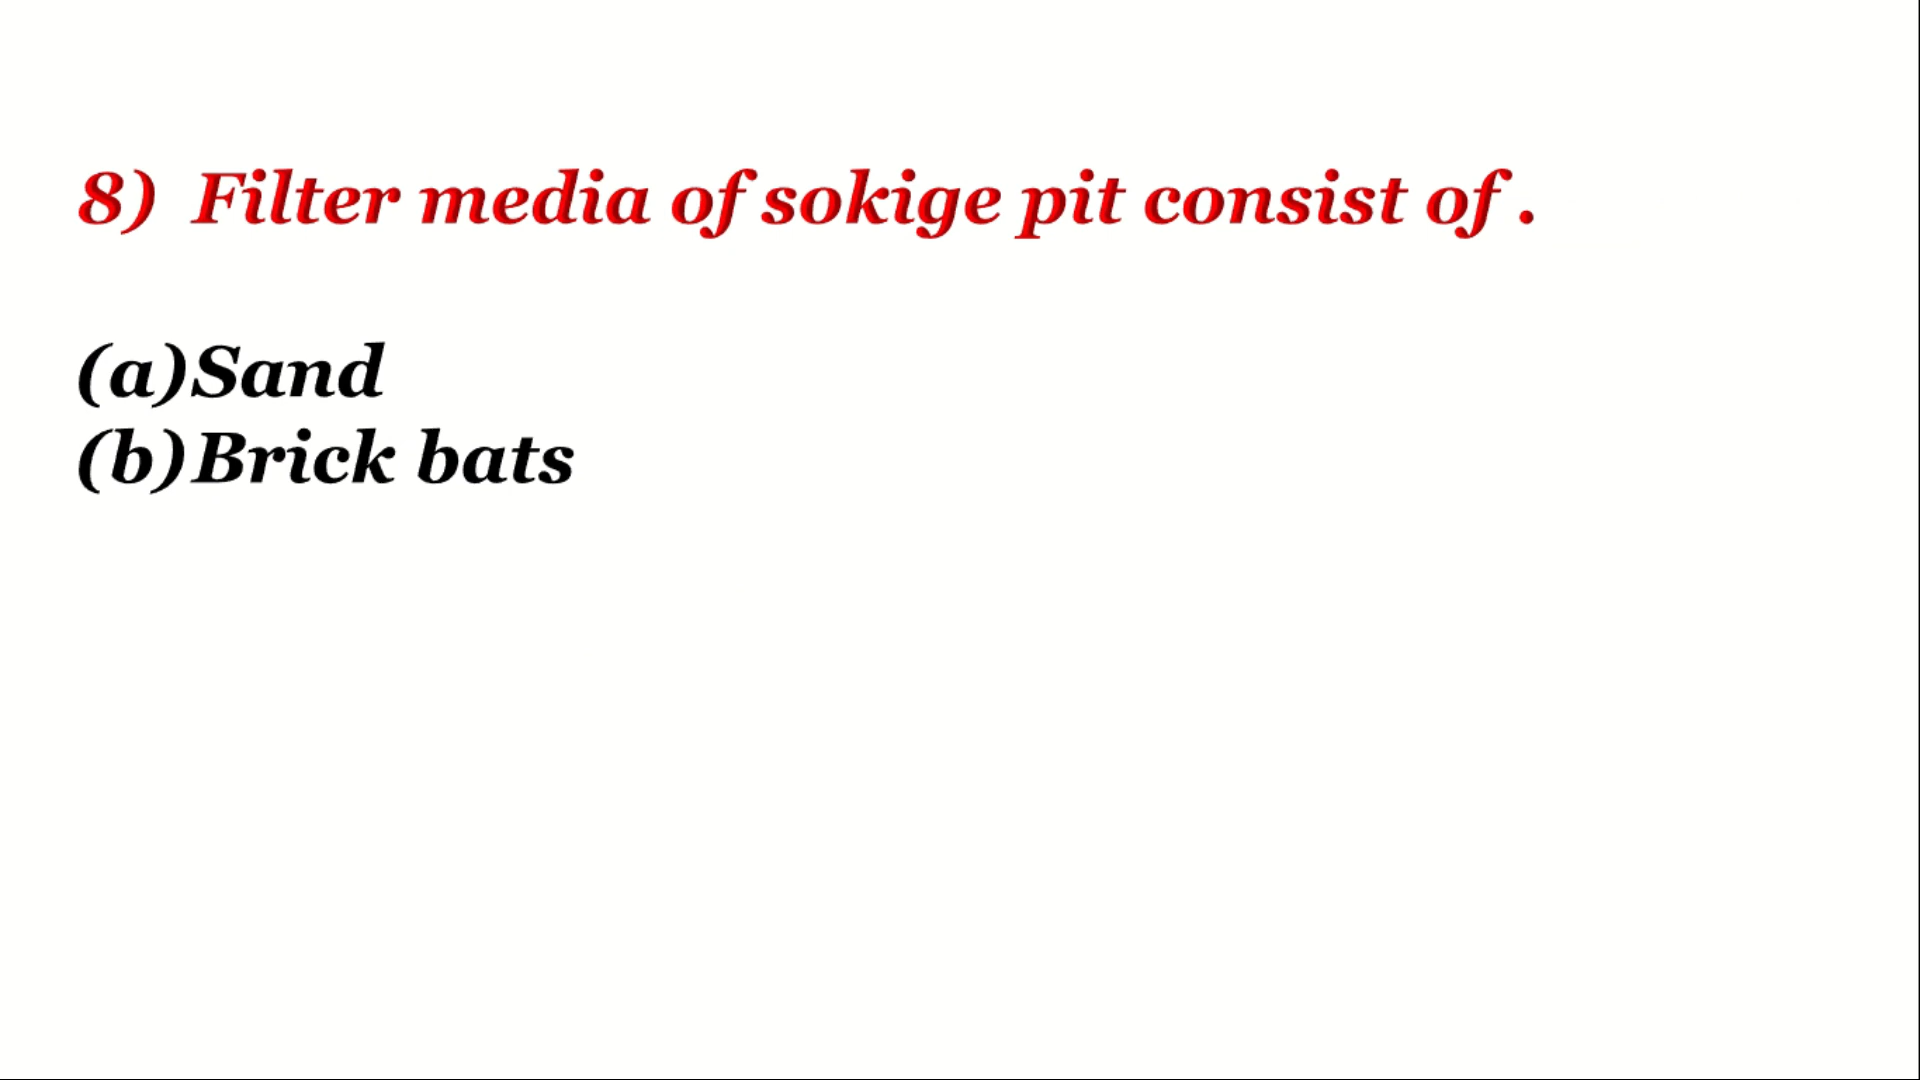 8) Filter media of sokige pit consist of .
(a)Sand
(b)Brick bats